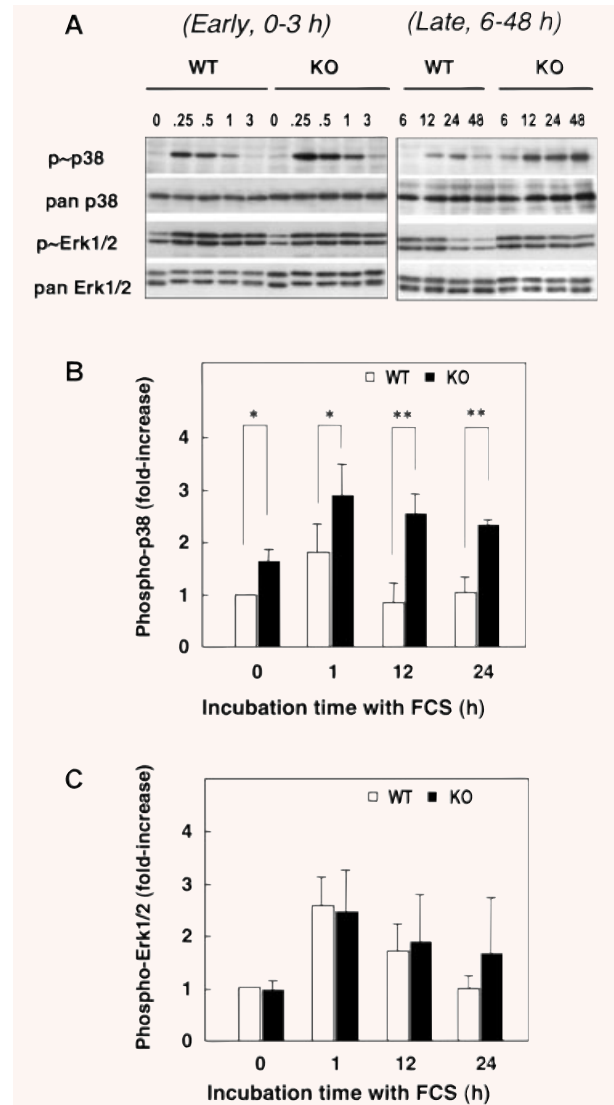 A (Early, 0-3 h) (Late, 6-48 h)
WT KO WT KO
0 .25 .5 1 3 0 .25 .5 1 3 6 12 24 48 6 12 24 48
p~p38
pan p38
p~Erk1/2
pan Erk1/2
B
Phospho-p38 (fold-increase)
WT KO
* * ** **
4
3
2
1
0
0 1 12 24
Incubation time with FCS (h)
C
Phospho-Erk1/2 (fold-increase)
WT KO
4
3
2
1
0
0 1 12 24
Incubation time with FCS (h)